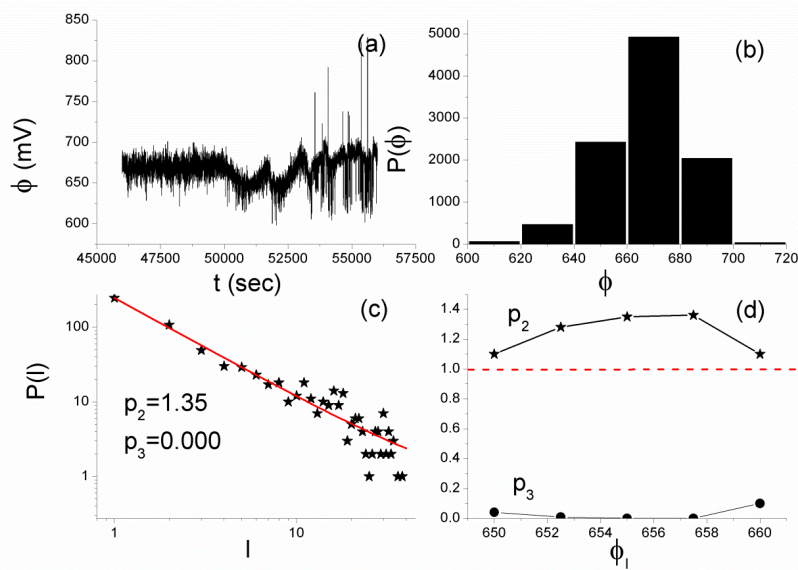 (a)
850
800
750
700
650
600
ϕ (mV)
45000 47500 50000 52500 55000 57500
t (sec)
(b)
5000
4000
3000
2000
1000
0
P(ϕ)
600 620 640 660 680 700 720
ϕ
(c)
100
10
1
P(l)
p2=1.35
p3=0.000
1 10
l
(d)
1.4
1.2
1.0
0.8
0.6
0.4
0.2
0.0
p2
p3
650 652 654 656 658 660
ϕl